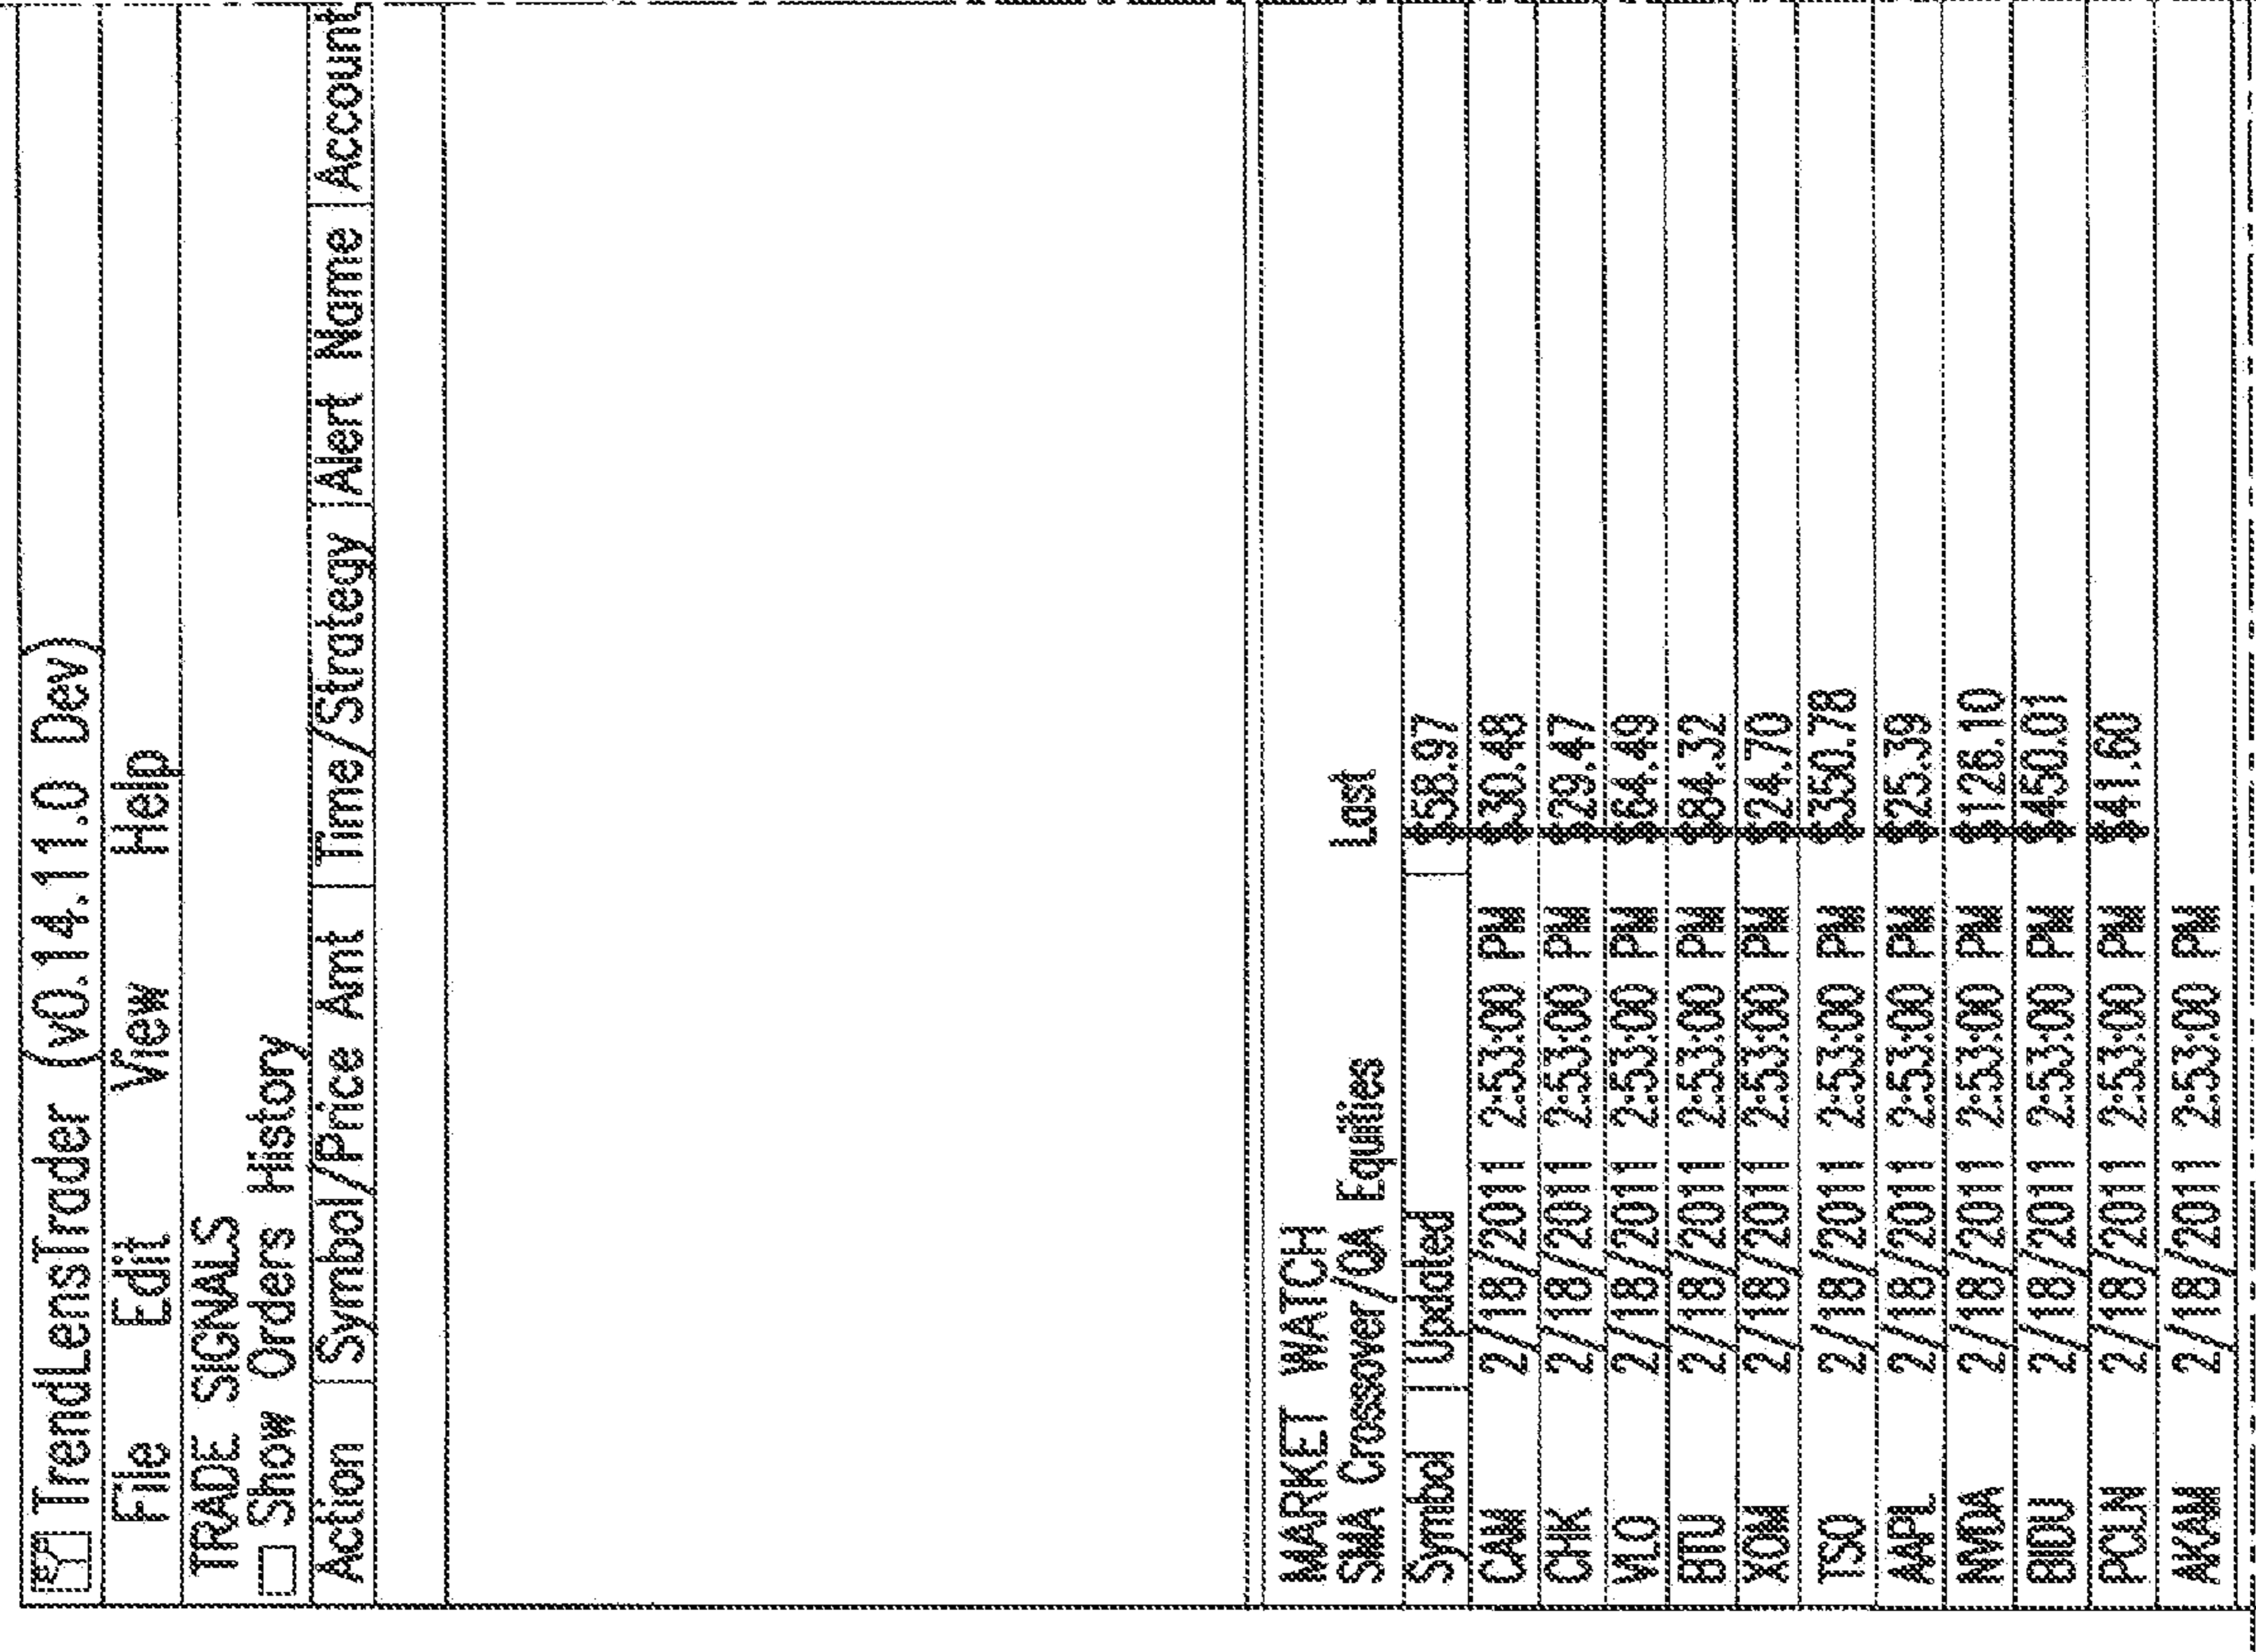 TrendLensTrader (v0.14.11.0 Dev)
File Edit View Help
TRADE SIGNALS
Show Orders History
Action Symbol/Price Amt Time/Strategy Alert Name Account
MARKET WATCH
SMA Crossover/QA Equities Last
Symbol Updated $58.97
CAM 2/18/2011 2:53:00 PM $30.48
CHK 2/18/2011 2:53:00 PM $29.47
VLO 2/18/2011 2:53:00 PM $64.49
BTU 2/18/2011 2:53:00 PM $84.32
XOM 2/18/2011 2:53:00 PM $24.70
TSO 2/18/2011 2:53:00 PM $350.78
AAPL 2/18/2011 2:53:00 PM $25.39
NVDA 2/18/2011 2:53:00 PM $126.10
BIDU 2/18/2011 2:53:00 PM $450.01
PCLN 2/18/2011 2:53:00 PM $41.60
AKAM 2/18/2011 2:53:00 PM